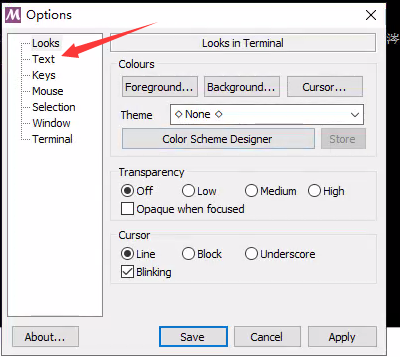 Options
Looks
Text
Keys
Mouse
Selection
Window
Terminal
Looks in Terminal
Colours
Foreground... Background... Cursor...
Theme ◇ None ◇
Color Scheme Designer Store
Transparency
Off Low Medium High
Opaque when focused
Cursor
Line Block Underscore
Blinking
About... Save Cancel Apply